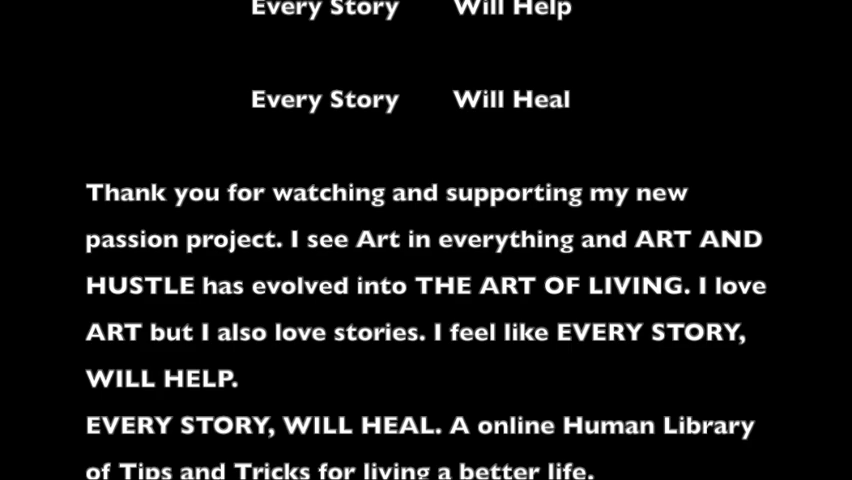 Every Story Will Help
Every Story Will Heal
Thank you for watching and supporting my new
passion project. I see Art in everything and ART AND
HUSTLE has evolved into THE ART OF LIVING. I love
ART but I also love stories. I feel like EVERY STORY,
WILL HELP.
EVERY STORY, WILL HEAL. A online Human Library
of Tips and Tricks for living a better life.